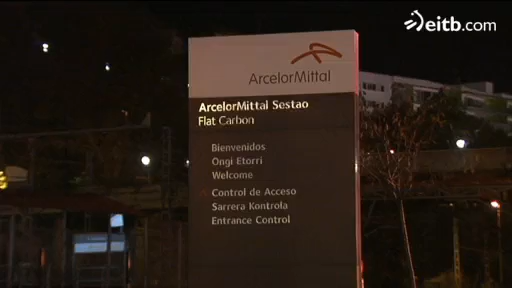 eitb.com
ArcelorMittal
ArcelorMittal Sestao
Flat Carbon
Bienvenidos
Ongi Etorri
Welcome
Control de Acceso
Sarrera Kontrola
Entrance Control